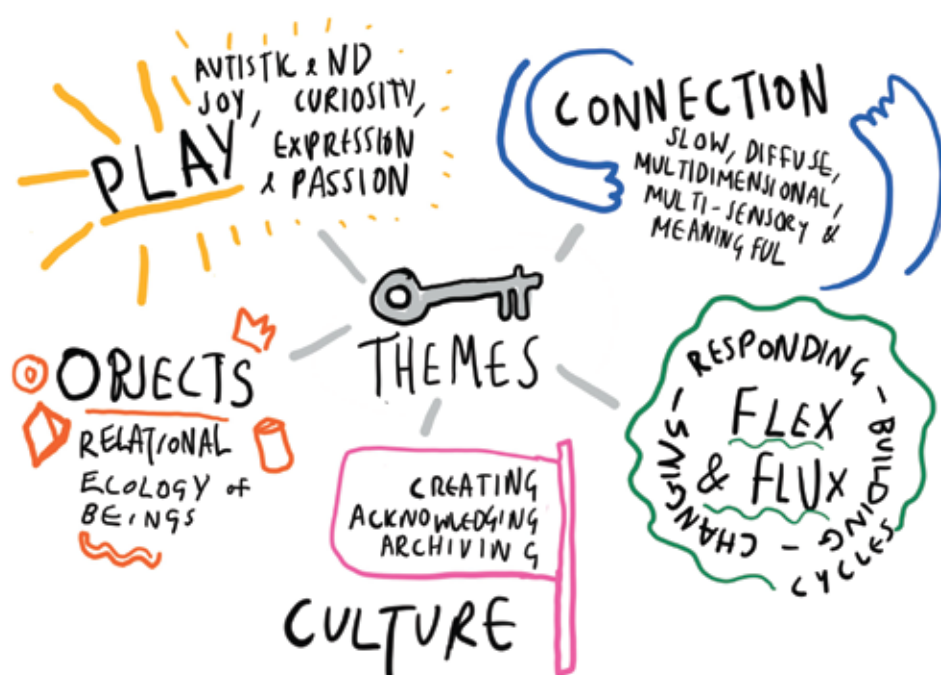 AUTISTIC & ND
JOY, CURIOSITY,
EXPRESSION
& PASSION
PLAY
CONNECTION
SLOW, DIFFUSE,
MULTIDIMENSIONAL,
MULTI-SENSORY &
MEANINGFUL
THEMES
OBJECTS
RELATIONAL
ECOLOGY of
BEINGS
RESPONDING - BUILDING - CHANGING -
CYCLES
FLEX
& FLUX
CREATING
ACKNOWLEDGING
ARCHIVING
CULTURE